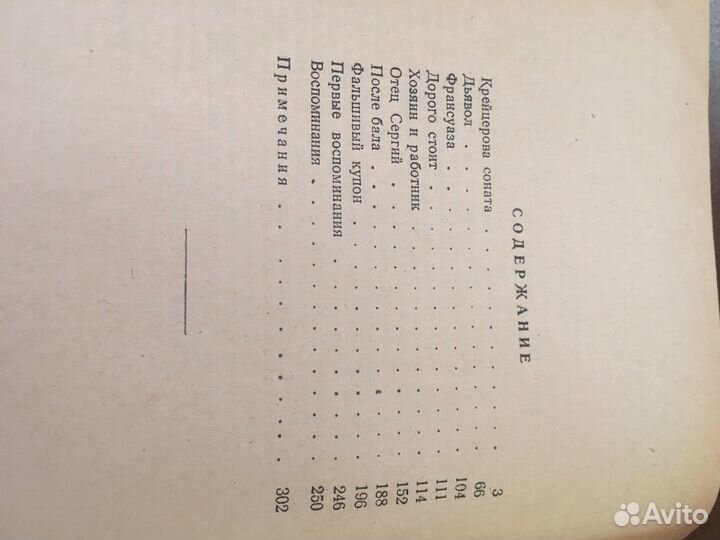 СОДЕРЖАНИЕ
Крейцерова соната . . . . . . . . . . . . 3
Дьявол . . . . . . . . . . . . . . 66
Франсуаза . . . . . . . . . . . . . 104
Дорого стоит . . . . . . . . . . . . . 111
Хозяин и работник . . . . . . . . . . . 114
Отец Сергий . . . . . . . . . . . . . 152
После бала . . . . . . . . . . . . . 188
Фальшивый купон . . . . . . . . . . . . 196
Первые воспоминания . . . . . . . . . . 246
Воспоминания . . . . . . . . . . . . . 250
Примечания . . . . . . . . . . . . 302
Avito